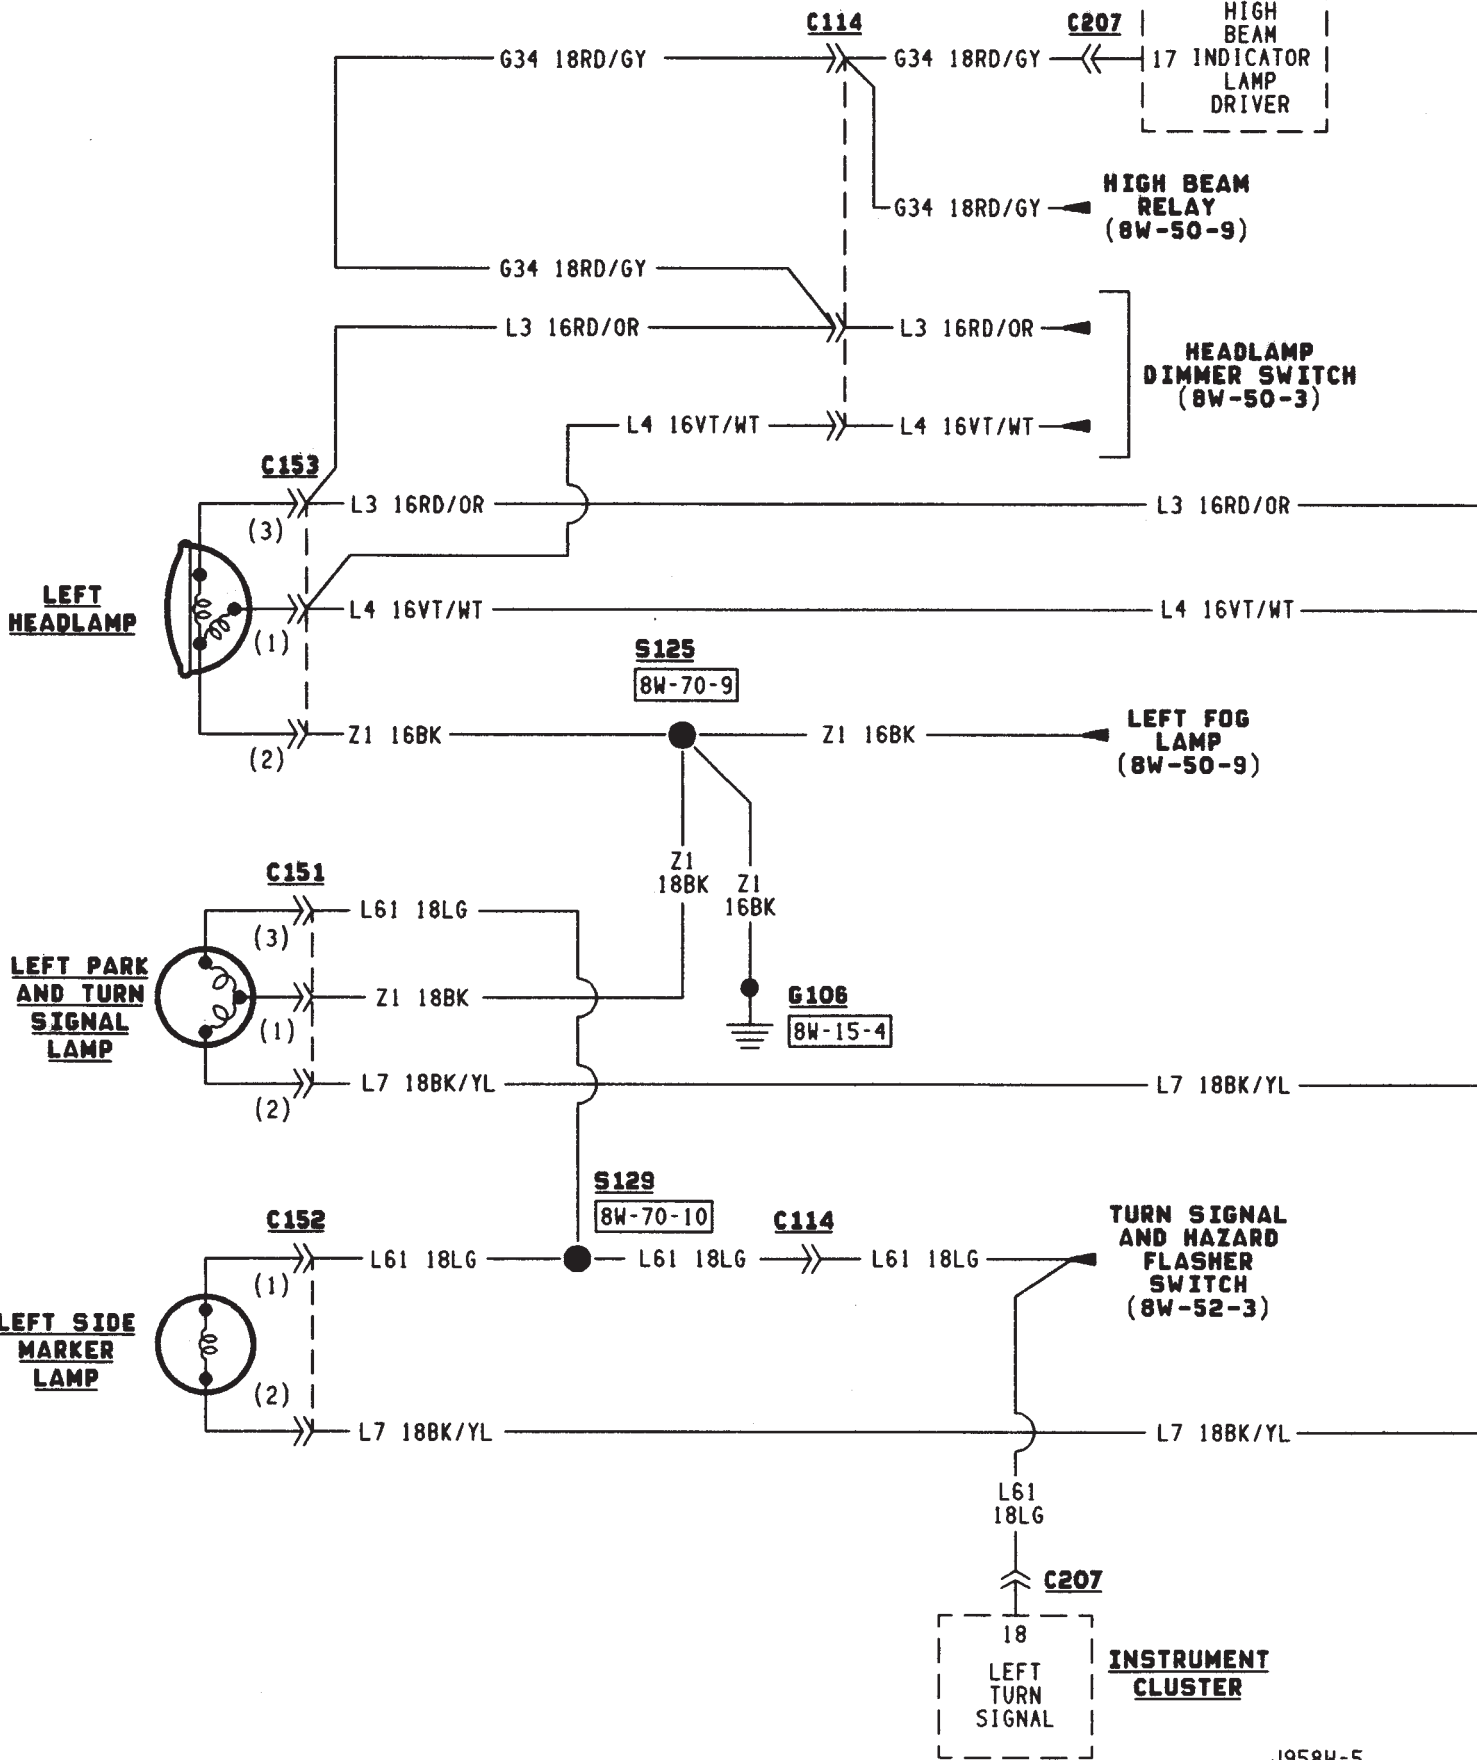 C114
C207
HIGH
BEAM
G34 18RD/GY
G34 18RD/GY
17 INDICATOR
LAMP
DRIVER
HIGH BEAM
RELAY
(8W-50-9)
G34 18RD/GY
G34 18RD/GY
L3 16RD/OR
L3 16RD/OR
HEADLAMP
DIMMER SWITCH
(8W-50-3)
L4 16VT/WT
L4 16VT/WT
C153
L3 16RD/OR
L3 16RD/OR
(3)
LEFT
HEADLAMP
L4 16VT/WT
L4 16VT/WT
(1)
S125
8W-70-9
Z1 16BK
Z1 16BK
LEFT FOG
LAMP
(8W-50-9)
(2)
Z1
18BK
Z1
16BK
C151
L61 18LG
(3)
LEFT PARK
AND TURN
SIGNAL
LAMP
Z1 18BK
(1)
G106
8W-15-4
L7 18BK/YL
L7 18BK/YL
(2)
S129
8W-70-10
C152
C114
TURN SIGNAL
AND HAZARD
FLASHER
SWITCH
(8W-52-3)
L61 18LG
L61 18LG
L61 18LG
(1)
LEFT SIDE
MARKER
LAMP
(2)
L7 18BK/YL
L7 18BK/YL
L61
18LG
C207
18
LEFT
TURN
SIGNAL
INSTRUMENT
CLUSTER
J958W-5